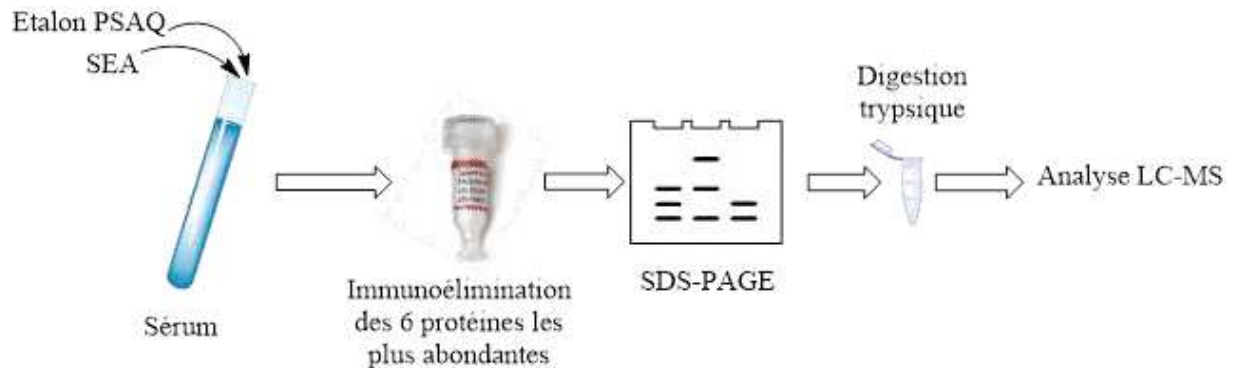 Etalon PSAQ
SEA
Sérum
Immunoélimination
des 6 protéines les
plus abondantes
SDS-PAGE
Digestion
trypsique
Analyse LC-MS